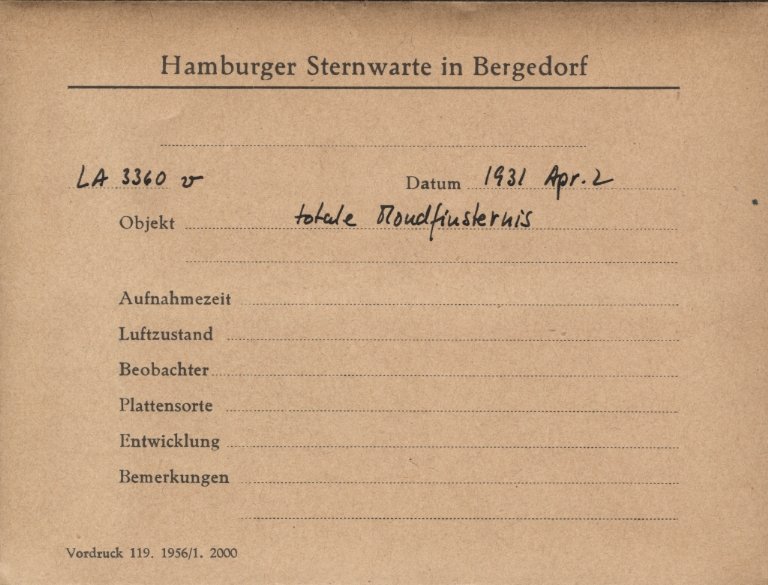 Hamburger Sternwarte in Bergedorf
LA 3360 v Datum 1931 Apr. 2
Objekt totale Mondfinsternis
Aufnahmezeit
Luftzustand
Beobachter
Plattensorte
Entwicklung
Bemerkungen
Vordruck 119. 1956/1. 2000